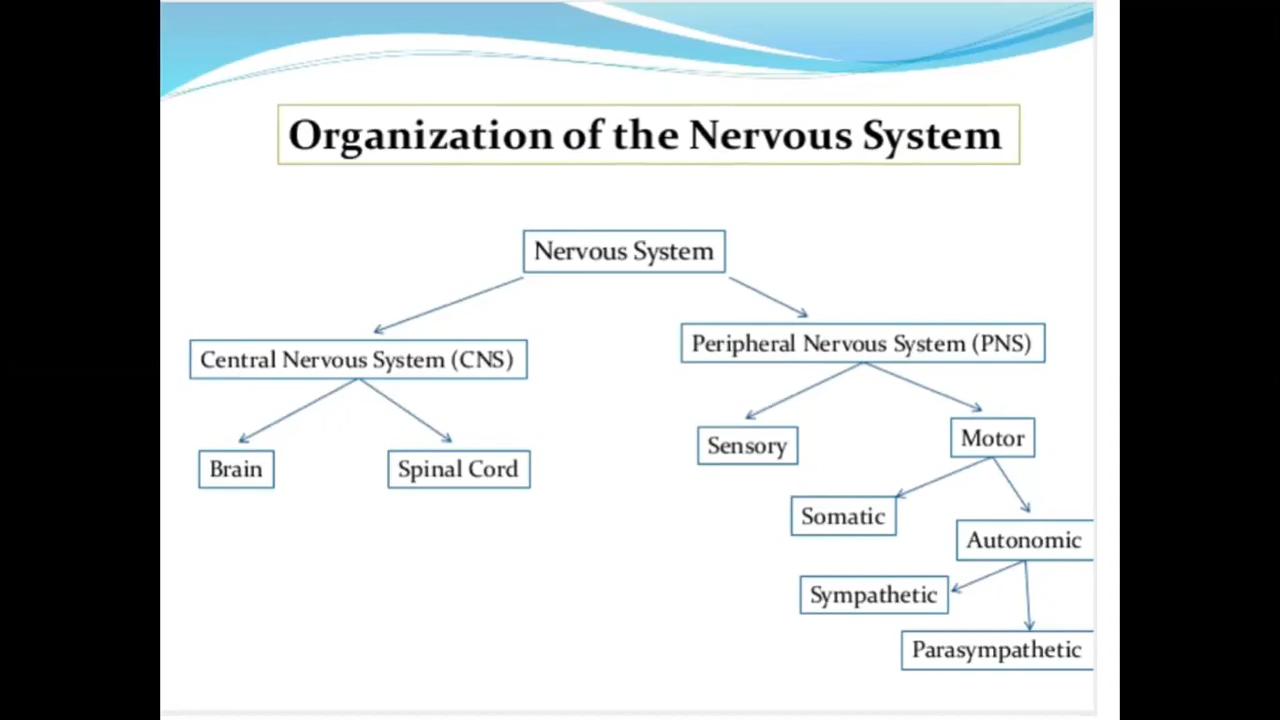 Organization of the Nervous System
Nervous System
Central Nervous System (CNS)
Peripheral Nervous System (PNS)
Brain
Spinal Cord
Sensory
Motor
Somatic
Autonomic
Sympathetic
Parasympathetic